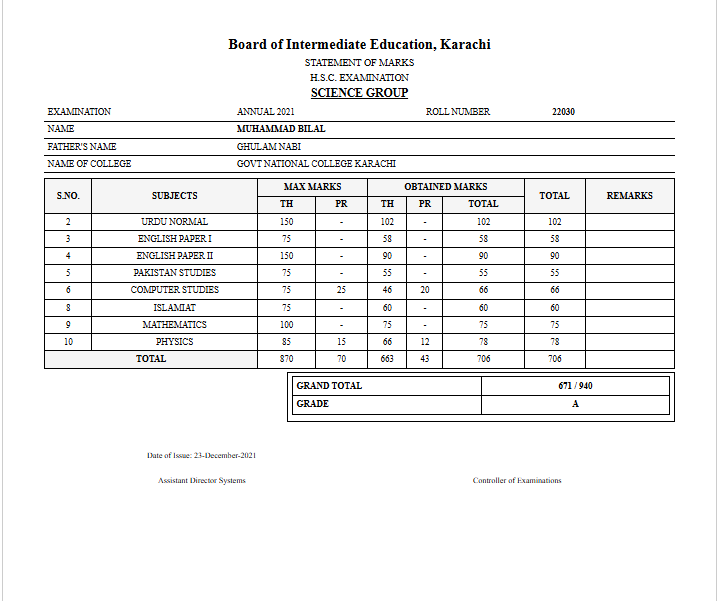 Board of Intermediate Education, Karachi
STATEMENT OF MARKS
H.S.C. EXAMINATION
SCIENCE GROUP
EXAMINATION ANNUAL 2021 ROLL NUMBER 22030
NAME MUHAMMAD BILAL
FATHER'S NAME GHULAM NABI
NAME OF COLLEGE GOVT NATIONAL COLLEGE KARACHI
S.NO. SUBJECTS MAX MARKS OBTAINED MARKS TOTAL REMARKS
TH PR TH PR TOTAL
2 URDU NORMAL 150 - 102 - 102 102
3 ENGLISH PAPER I 75 - 58 - 58 58
4 ENGLISH PAPER II 150 - 90 - 90 90
5 PAKISTAN STUDIES 75 - 55 - 55 55
6 COMPUTER STUDIES 75 25 46 20 66 66
8 ISLAMIAT 75 - 60 - 60 60
9 MATHEMATICS 100 - 75 - 75 75
10 PHYSICS 85 15 66 12 78 78
TOTAL 870 70 663 43 706 706
GRAND TOTAL 671 / 940
GRADE A
Date of Issue: 23-December-2021
Assistant Director Systems Controller of Examinations